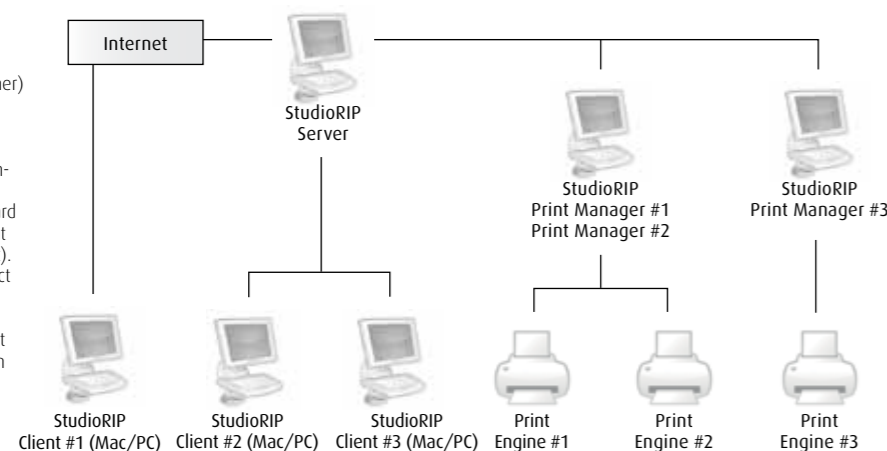 Internet
StudioRIP
Server
StudioRIP
Print Manager #1
Print Manager #2
StudioRIP
Print Manager #3
StudioRIP
Client #1 (Mac/PC)
StudioRIP
Client #2 (Mac/PC)
StudioRIP
Client #3 (Mac/PC)
Print
Engine #1
Print
Engine #2
Print
Engine #3